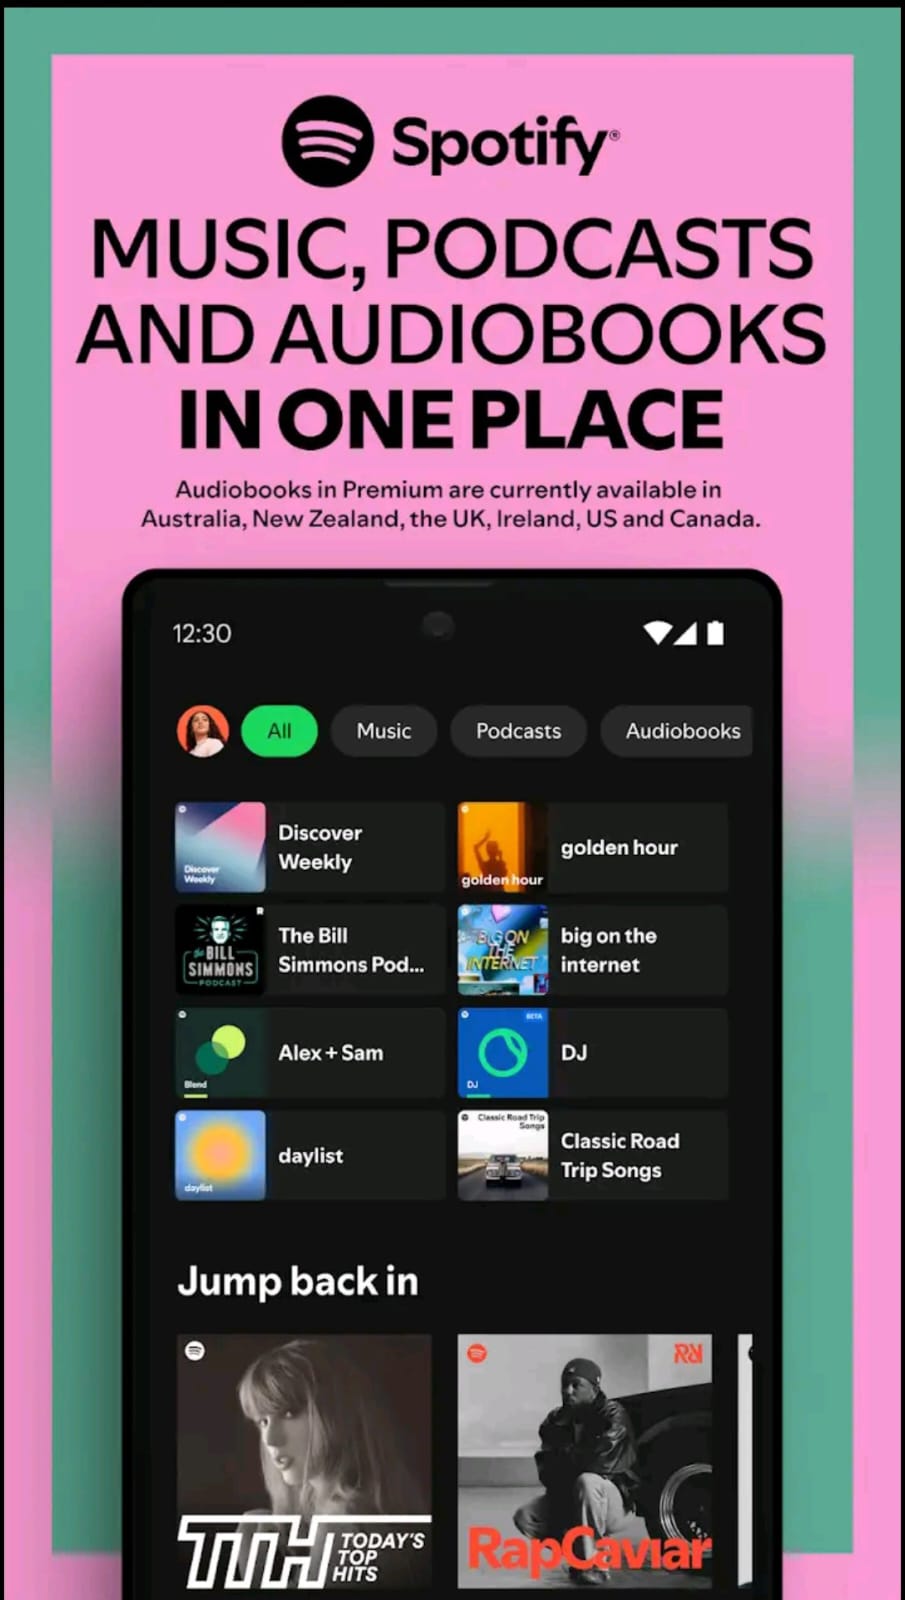 Spotify®
MUSIC, PODCASTS
AND AUDIOBOOKS
IN ONE PLACE
Audiobooks in Premium are currently available in
Australia, New Zealand, the UK, Ireland, US and Canada.
12:30
All
Music
Podcasts
Audiobooks
Discover
Weekly
Discover
Weekly
golden hour
golden hour
the
BILL
SIMMONS
PODCAST
The Bill
Simmons Pod...
BIG ON
THE
INTERNET
big on the
internet
Blend
Alex + Sam
BETA
DJ
DJ
daylist
daylist
Classic Road Trip
Songs
Classic Road
Trip Songs
Jump back in
TTH
TODAY'S
TOP
HITS
RapCaviar